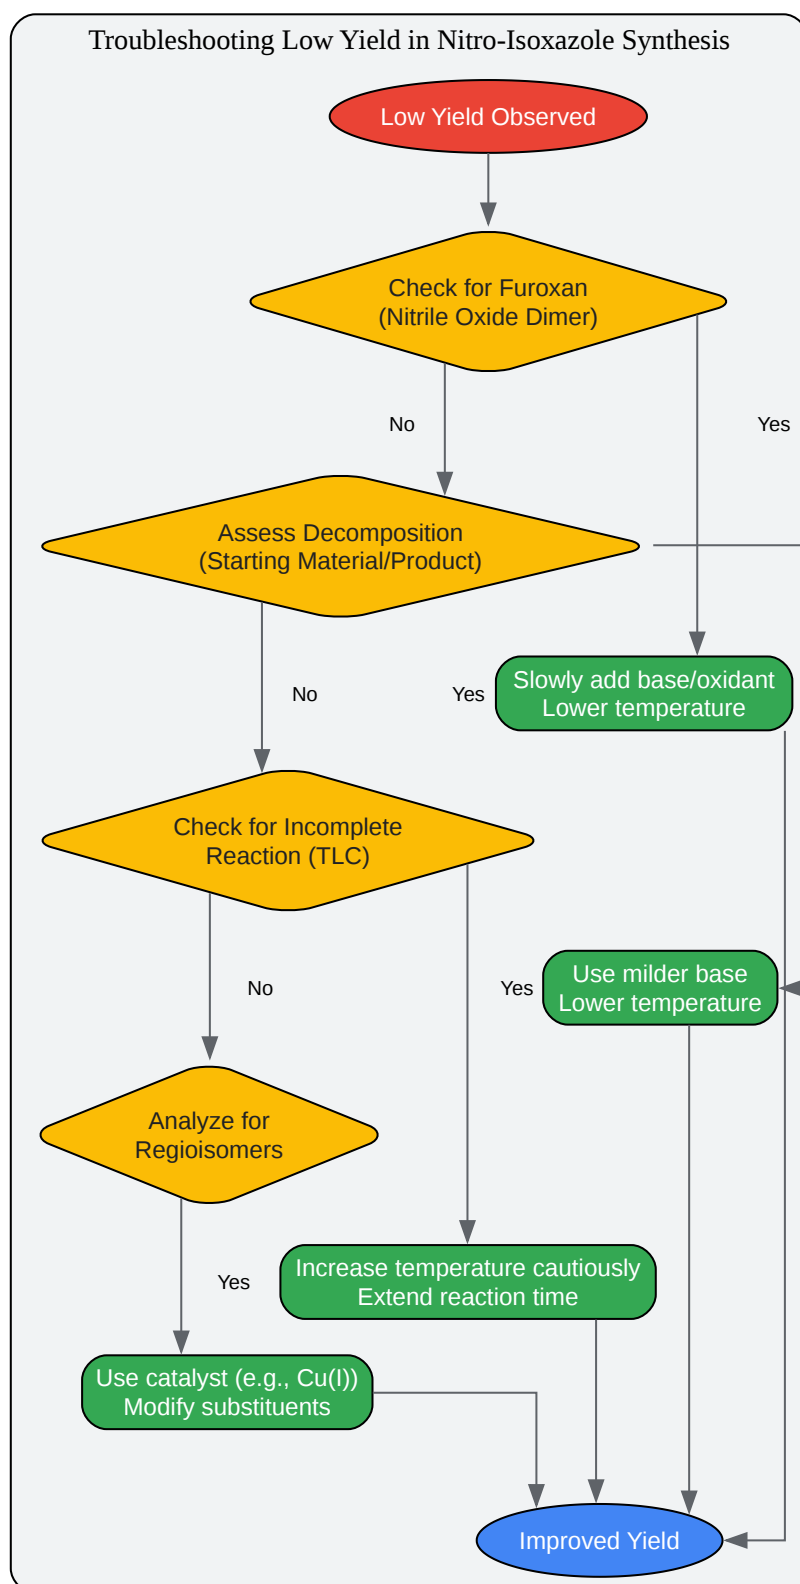 Troubleshooting Low Yield in Nitro-Isoxazole Synthesis
Low Yield Observed
Check for Furoxan
(Nitrile Oxide Dimer)
No
Yes
Assess Decomposition
(Starting Material/Product)
No
Yes
Slowly add base/oxidant
Lower temperature
Check for Incomplete
Reaction (TLC)
No
Yes
Use milder base
Lower temperature
Analyze for
Regioisomers
Yes
Increase temperature cautiously
Extend reaction time
Use catalyst (e.g., Cu(I))
Modify substituents
Improved Yield